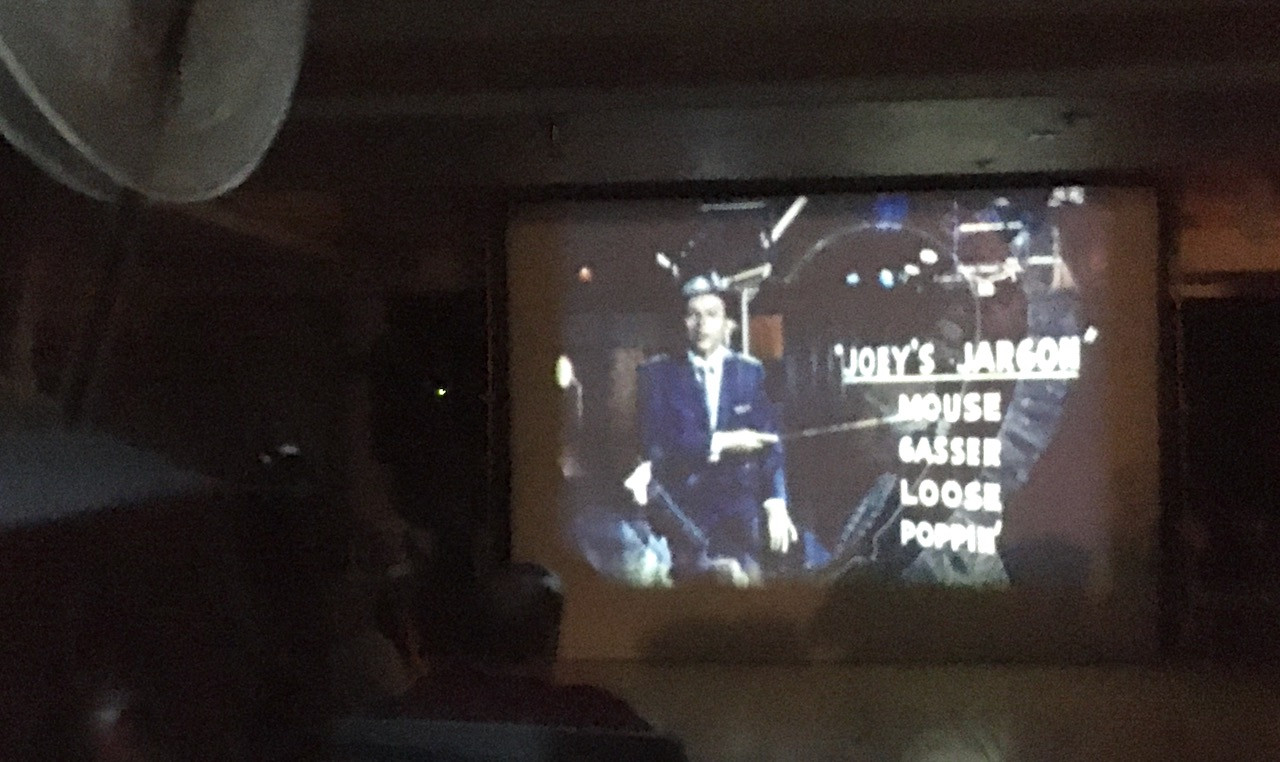 "JOEY'S JARGON"
MOUSE
GASSER
LOOSE
POPPIN'